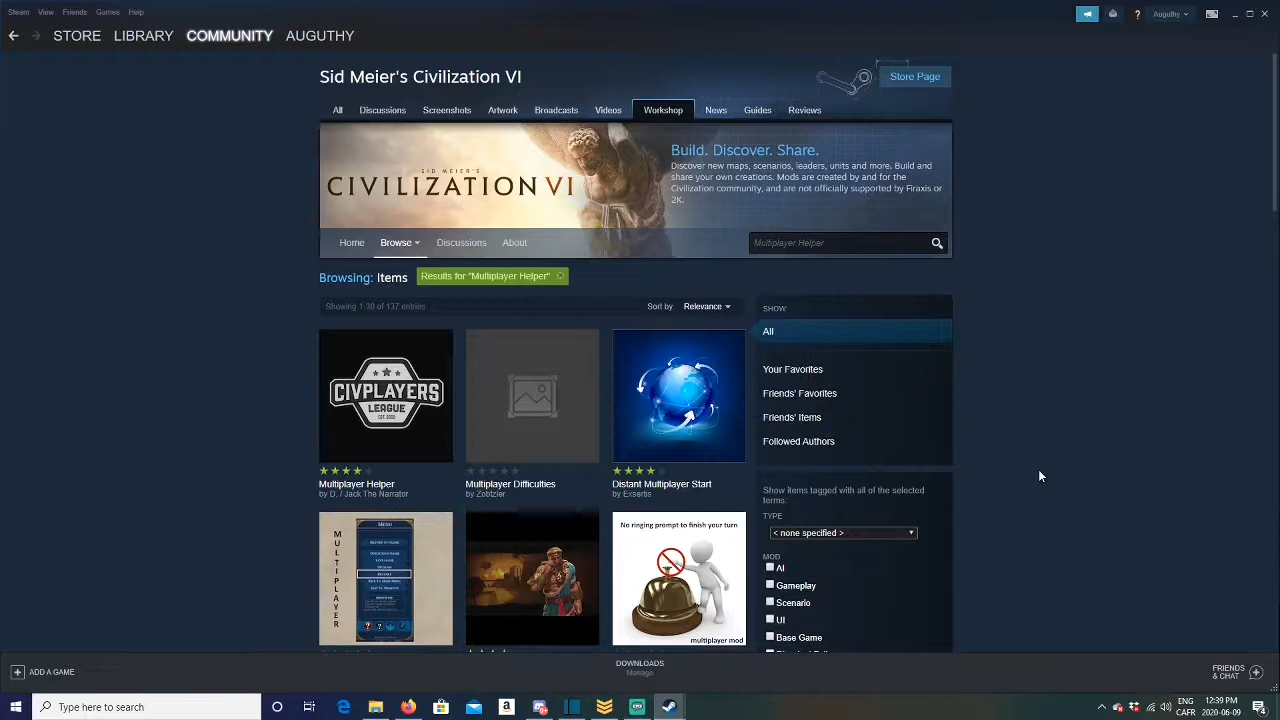 Steam View Friends Games Help
Auguthy
STORE LIBRARY COMMUNITY AUGUTHY
Sid Meier's Civilization VI
Store Page
All Discussions Screenshots Artwork Broadcasts Videos Workshop News Guides Reviews
SID MEIER'S
CIVILIZATION VI
Build. Discover. Share.
Discover new maps, scenarios, leaders, units and more. Build and
share your own creations. Mods are created by and for the
Civilization community, and are not officially supported by Firaxis or
2K.
Home Browse Discussions About
Multiplayer Helper
Browsing: Items Results for "Multiplayer Helper"
Showing 1-30 of 137 entries
Sort by Relevance
SHOW:
All
Your Favorites
Friends' Favorites
Friends' Items
Followed Authors
CIVPLAYERS
LEAGUE
Multiplayer Helper
by D. / Jack The Narrator
Multiplayer Difficulties
by Zobtzler
Distant Multiplayer Start
by Exsertis
Show items tagged with all of the selected
terms:
TYPE
< none specified >
MOD
AI
Gameplay
Scenario
UI
Base Game
MULTIPLAYER
MENU
No ringing prompt to finish your turn
multiplayer mod
ADD A GAME
DOWNLOADS
Manage
FRIENDS
& CHAT
Type here to search
ENG
CAFR
12:39 PM
2020-06-09